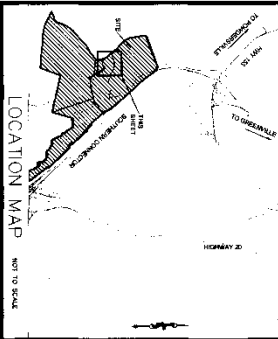 SITE
THIS
SHEET
SOUTHERN CONNECTOR
TO POWDERSVILLE
HWY 153
TO GREENVILLE
HIGHWAY 20
LOCATION MAP
NOT TO SCALE